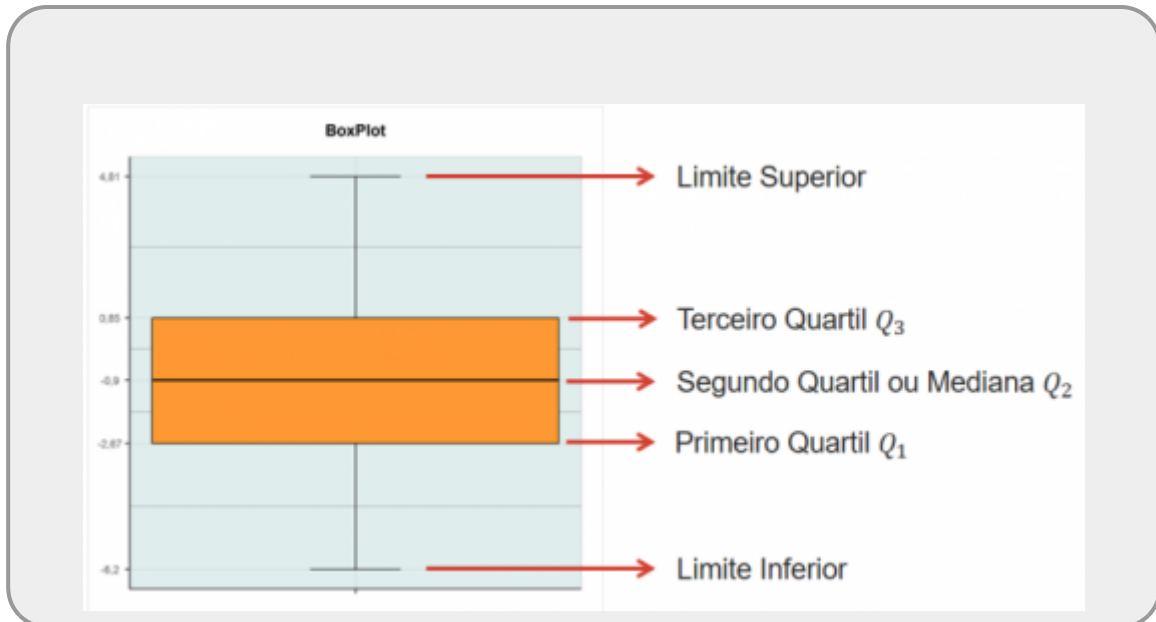 BoxPlot
4,81
Limite Superior
0,85
Terceiro Quartil Q₃
-0,9
Segundo Quartil ou Mediana Q₂
-2,67
Primeiro Quartil Q₁
-6,2
Limite Inferior